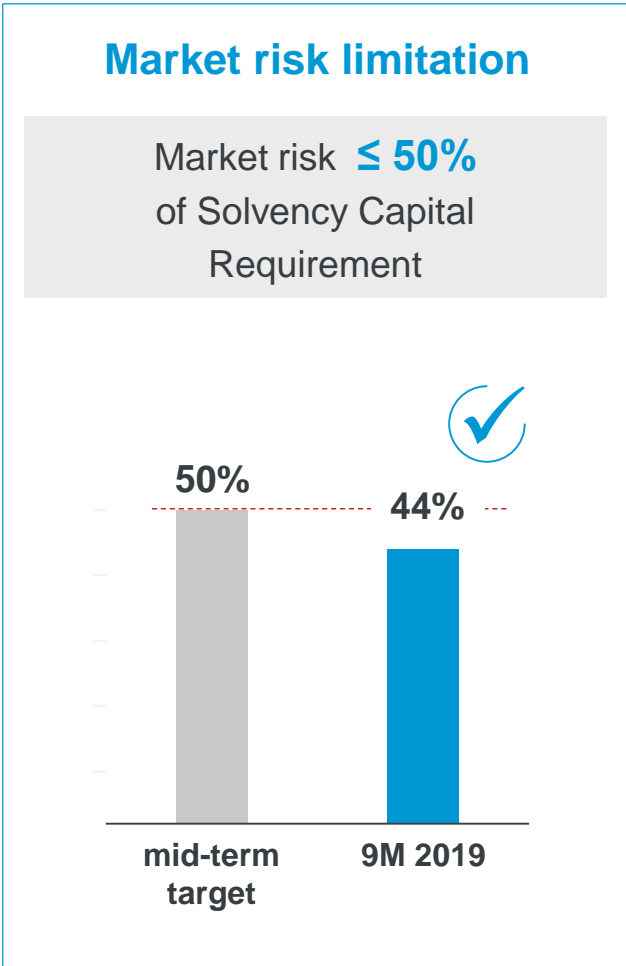 Market risk limitation
Market risk ≤ 50%
of Solvency Capital
Requirement
50%
44%
mid-term
target
9M 2019